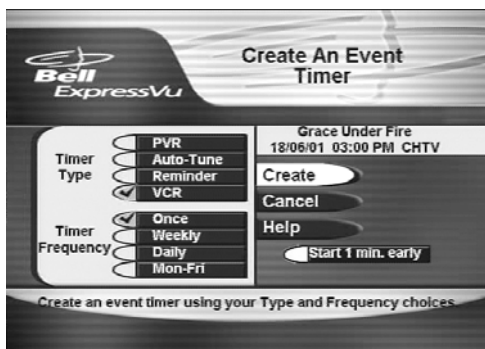 Bell
ExpressVu
Create An Event
Timer
Timer
Type
PVR
Auto-Tune
Reminder
VCR
Timer
Frequency
Once
Weekly
Daily
Mon-Fri
Grace Under Fire
18/06/01 03:00 PM CHTV
Create
Cancel
Help
Start 1 min. early
Create an event timer using your Type and Frequency choices.